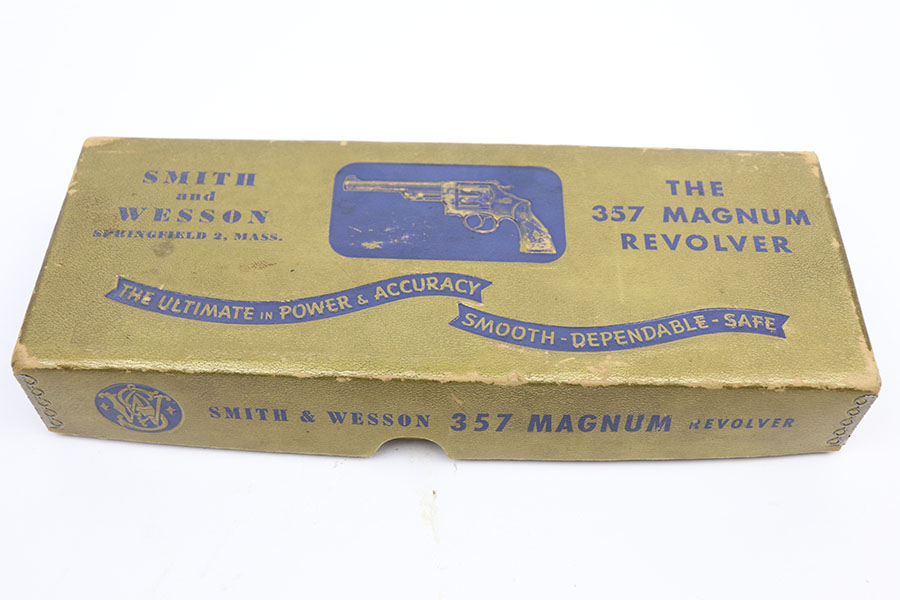 SMITH
and
WESSON
SPRINGFIELD 2, MASS.
THE
357 MAGNUM
REVOLVER
THE ULTIMATE IN POWER & ACCURACY
SMOOTH - DEPENDABLE - SAFE
SMITH & WESSON 357 MAGNUM REVOLVER